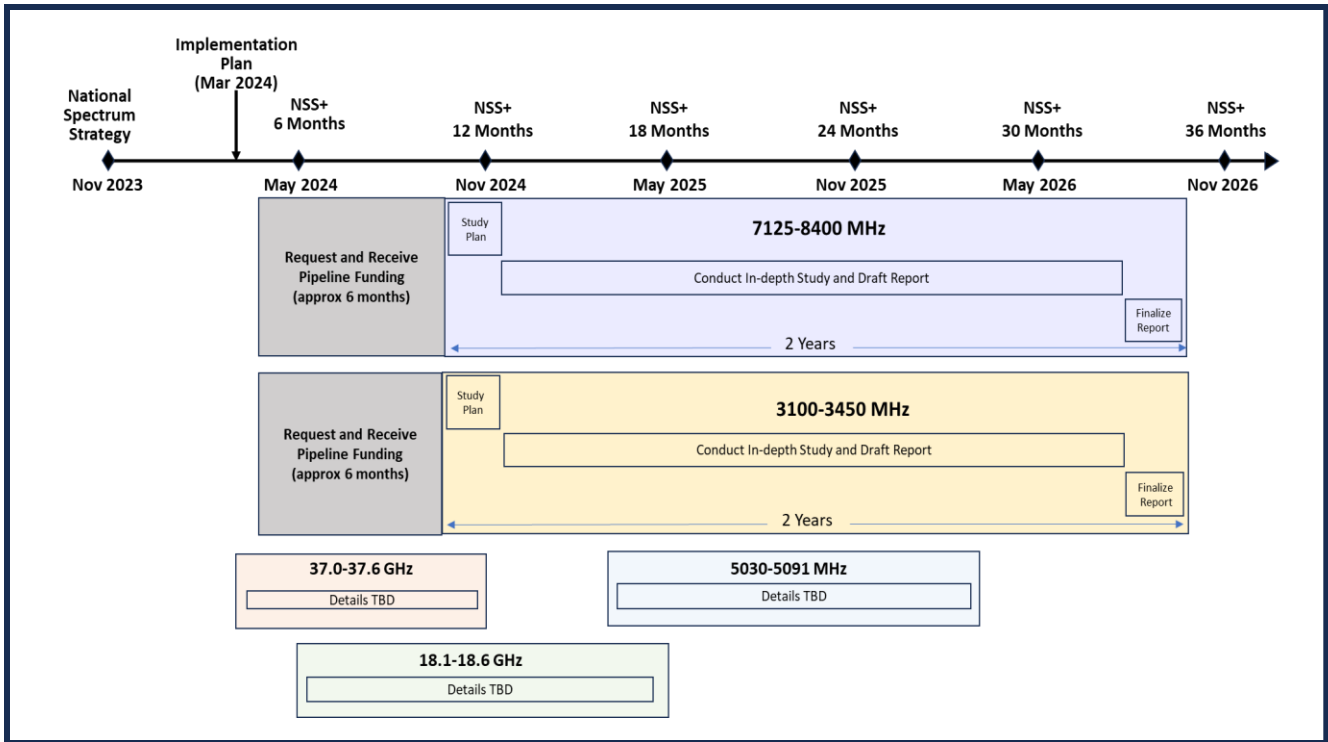 Implementation
Plan
(Mar 2024)
National
Spectrum
Strategy
NSS+
6 Months
NSS+
12 Months
NSS+
18 Months
NSS+
24 Months
NSS+
30 Months
NSS+
36 Months
Nov 2023
May 2024
Nov 2024
May 2025
Nov 2025
May 2026
Nov 2026
Request and Receive
Pipeline Funding
(approx 6 months)
Study
Plan
7125-8400 MHz
Conduct In-depth Study and Draft Report
Finalize
Report
2 Years
Request and Receive
Pipeline Funding
(approx 6 months)
Study
Plan
3100-3450 MHz
Conduct In-depth Study and Draft Report
Finalize
Report
2 Years
37.0-37.6 GHz
Details TBD
5030-5091 MHz
Details TBD
18.1-18.6 GHz
Details TBD